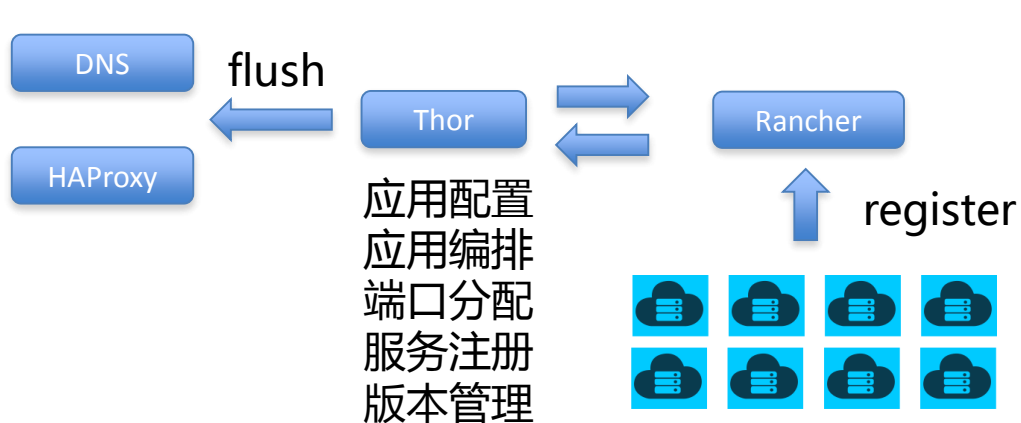 DNS
flush
Thor
Rancher
HAProxy
应用配置
应用编排
端口分配
服务注册
版本管理
register